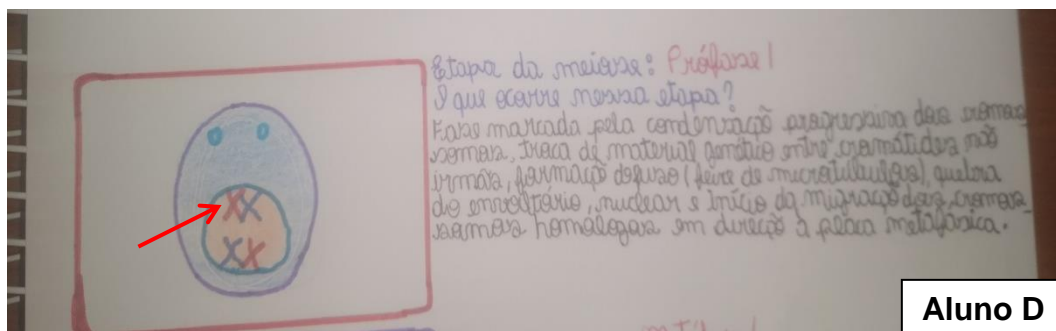 Etapa da meiose: Prófase I
O que ocorre nessa etapa?
Fase marcada pela condensação progressiva dos cromos
somos, troca de material genético entre cromátides não
irmãs, formação do fuso (feixe de microtúbulos), quebra
do envoltório, nuclear e início da migração dos cromos_
somos homólogos em direção à placa metafásica.
Aluno D